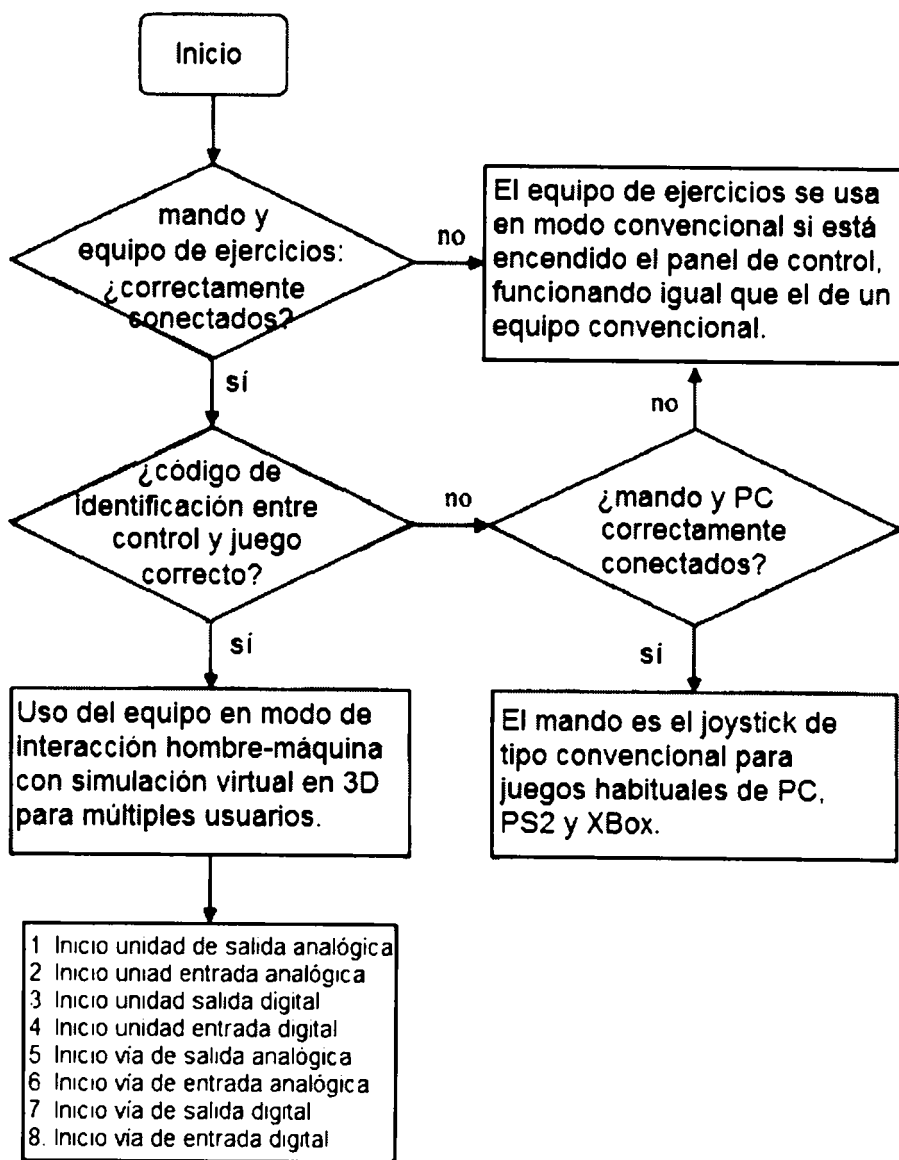 Inicio
mando y
equipo de ejercicios:
¿correctamente
sonectados?
no
El equipo de ejercicios se usa
en modo convencional si está
encendido el panel de control,
funcionando igual que el de un
equipo convencional.
sí
no
¿código de
identificación entre
control y juego
correcto?
no
¿mando y PC
correctamente
conectados?
sí
sí
Uso del equipo en modo de
interacción hombre-máquina
con simulación virtual en 3D
para múltiples usuarios.
El mando es el joystick de
tipo convencional para
juegos habituales de PC,
PS2 y XBox.
1 Inicio unidad de salida analógica
2 Inicio uniad entrada analógica
3 Inicio unidad salida digital
4 Inicio unidad entrada digital
5 Inicio vía de salida analógica
6 Inicio vía de entrada analógica
7 Inicio vía de salida digital
8. Inicio vía de entrada digital